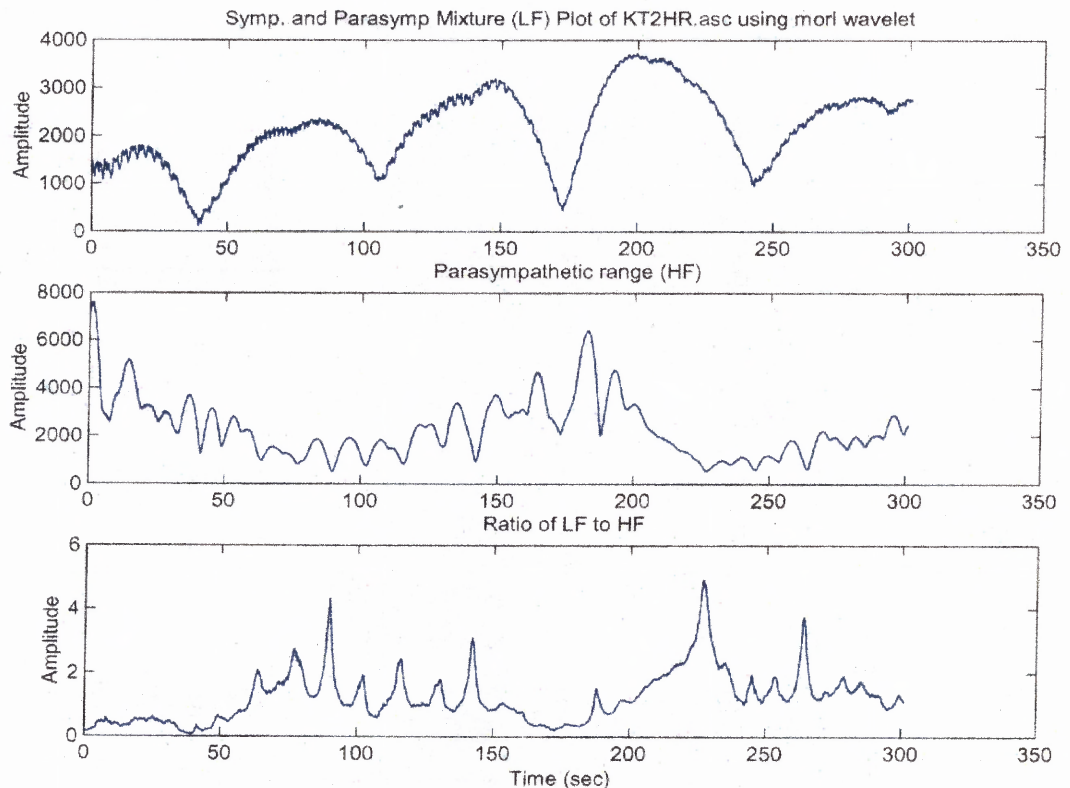 Symp. and Parasymp Mixture (LF) Plot of KT2HR.asc using morl wavelet
4000
3000
2000
1000
0
Amplitude
0 50 100 150 200 250 300 350
Parasympathetic range (HF)
8000
6000
4000
2000
0
Amplitude
0 50 100 150 200 250 300 350
Ratio of LF to HF
6
4
2
0
Amplitude
0 50 100 150 200 250 300 350
Time (sec)